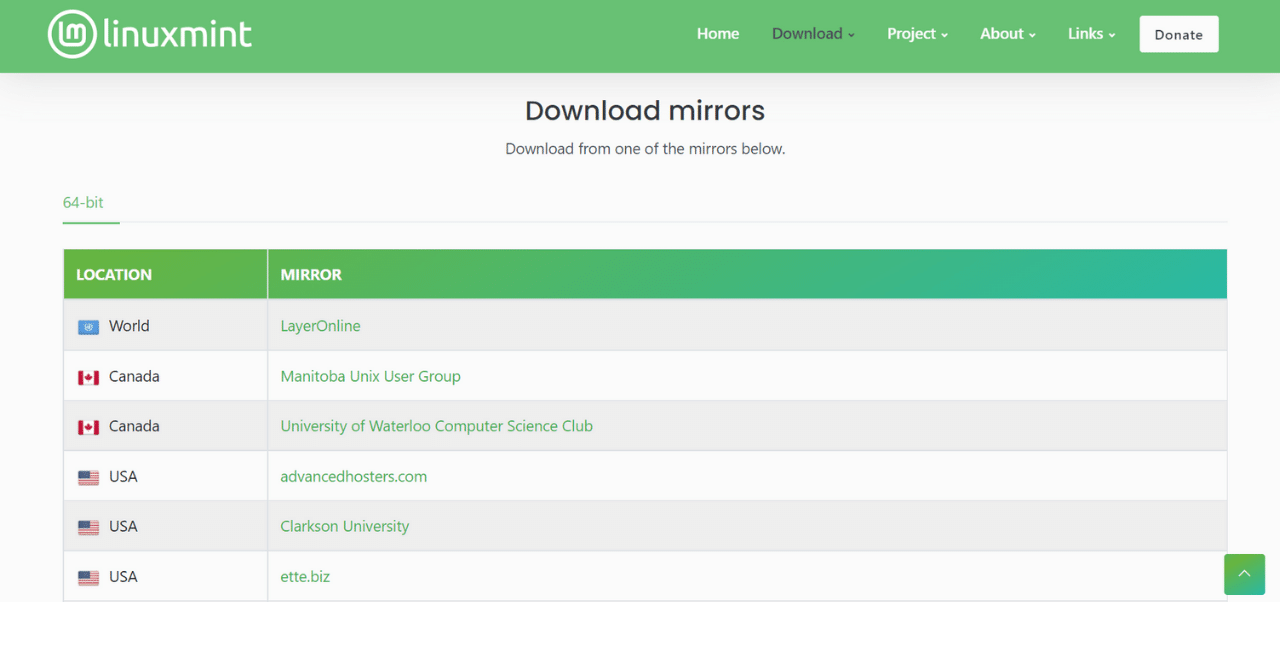 linuxmint Home Download Project About Links Donate
Download mirrors
Download from one of the mirrors below.
64-bit
LOCATION MIRROR
World LayerOnline
Canada Manitoba Unix User Group
Canada University of Waterloo Computer Science Club
USA advancedhosters.com
USA Clarkson University
USA ette.biz